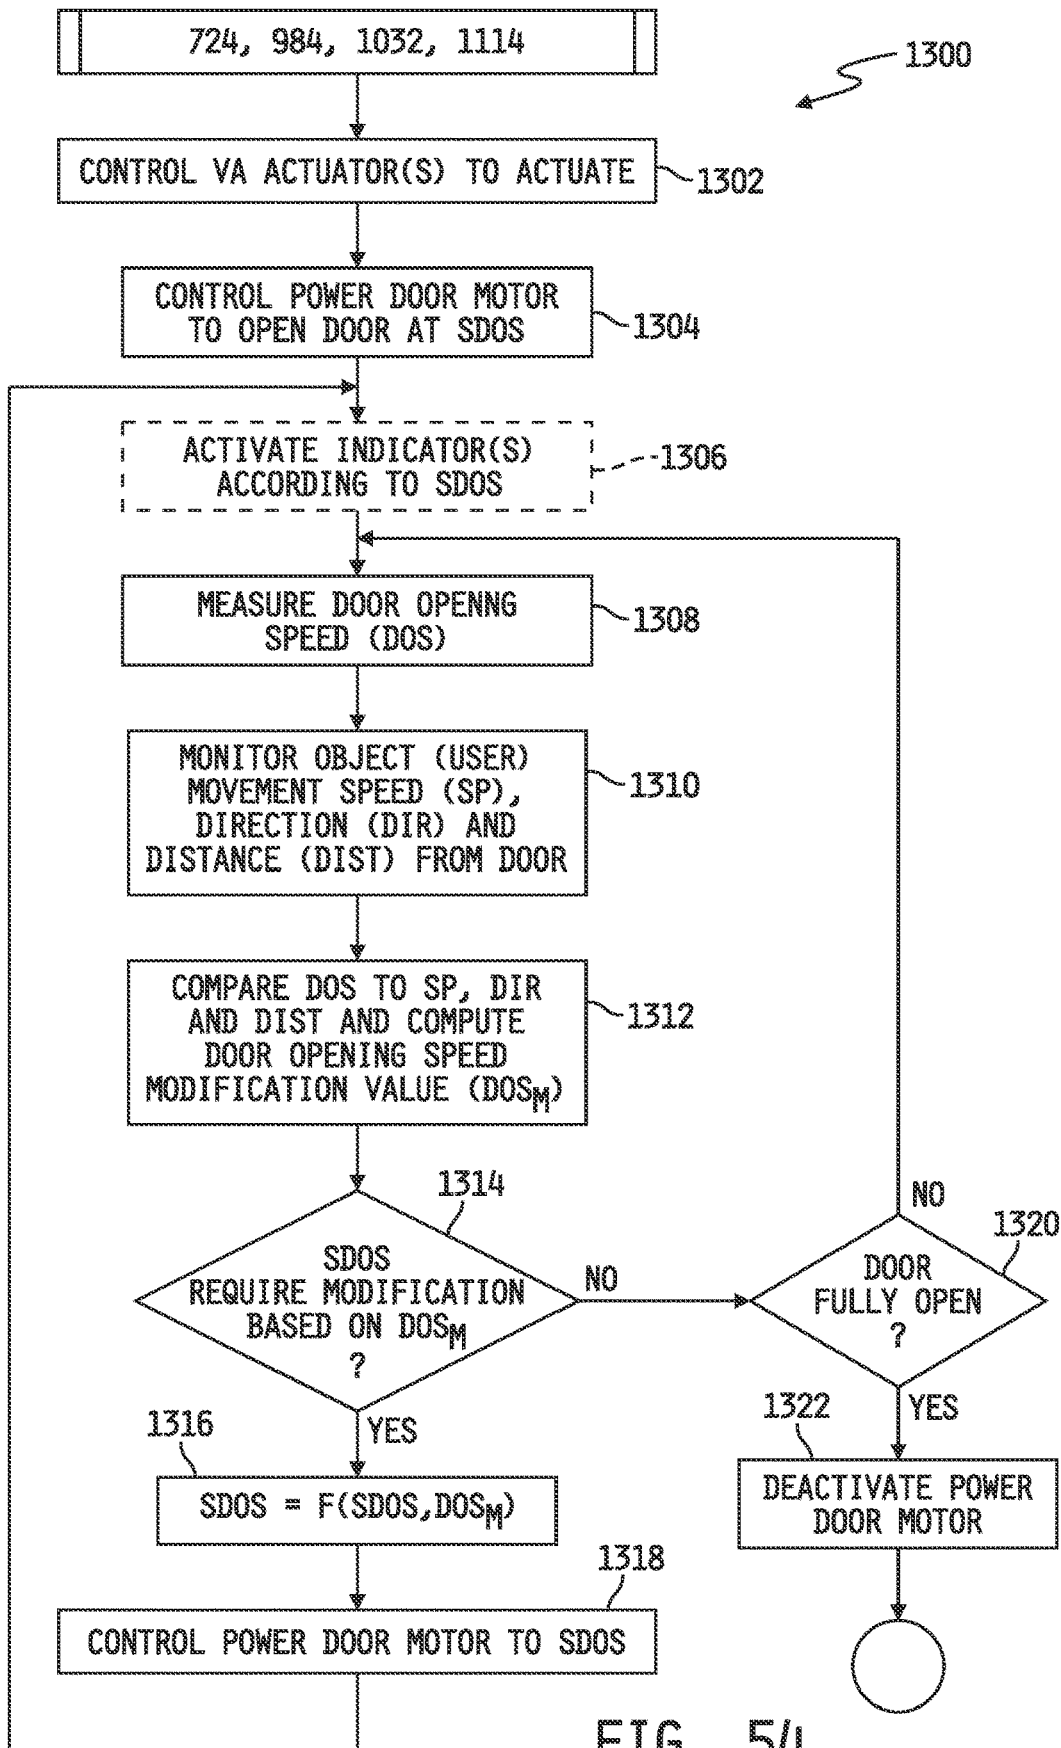 724, 984, 1032, 1114
1300
CONTROL VA ACTUATOR(S) TO ACTUATE
1302
CONTROL POWER DOOR MOTOR
TO OPEN DOOR AT SDOS
1304
ACTIVATE INDICATOR(S)
ACCORDING TO SDOS
1306
MEASURE DOOR OPENNG
SPEED (DOS)
1308
MONITOR OBJECT (USER)
MOVEMENT SPEED (SP),
DIRECTION (DIR) AND
DISTANCE (DIST) FROM DOOR
1310
COMPARE DOS TO SP, DIR
AND DIST AND COMPUTE
DOOR OPENING SPEED
MODIFICATION VALUE (DOSM)
1312
1314
SDOS
REQUIRE MODIFICATION
BASED ON DOSM
?
NO
YES
NO
1320
DOOR
FULLY OPEN
?
YES
1316
SDOS = F(SDOS,DOSM)
1322
DEACTIVATE POWER
DOOR MOTOR
1318
CONTROL POWER DOOR MOTOR TO SDOS
FIG. 54